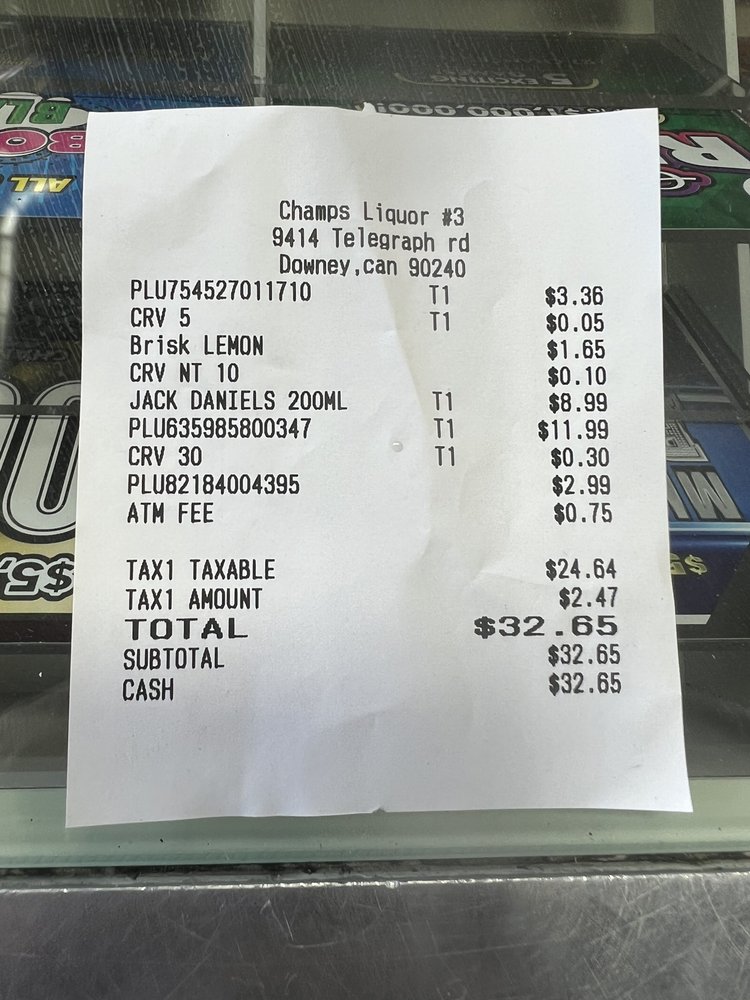 5 EXCITING
Champs Liquor #3
9414 Telegraph rd
Downey,can 90240
PLU754527011710 T1 $3.36
CRV 5 T1 $0.05
Brisk LEMON $1.65
CRV NT 10 $0.10
JACK DANIELS 200ML T1 $8.99
PLU635985800347 T1 $11.99
CRV 30 T1 $0.30
PLU82184004395 $2.99
ATM FEE $0.75
TAX1 TAXABLE $24.64
TAX1 AMOUNT $2.47
TOTAL $32.65
SUBTOTAL $32.65
CASH $32.65
ALL